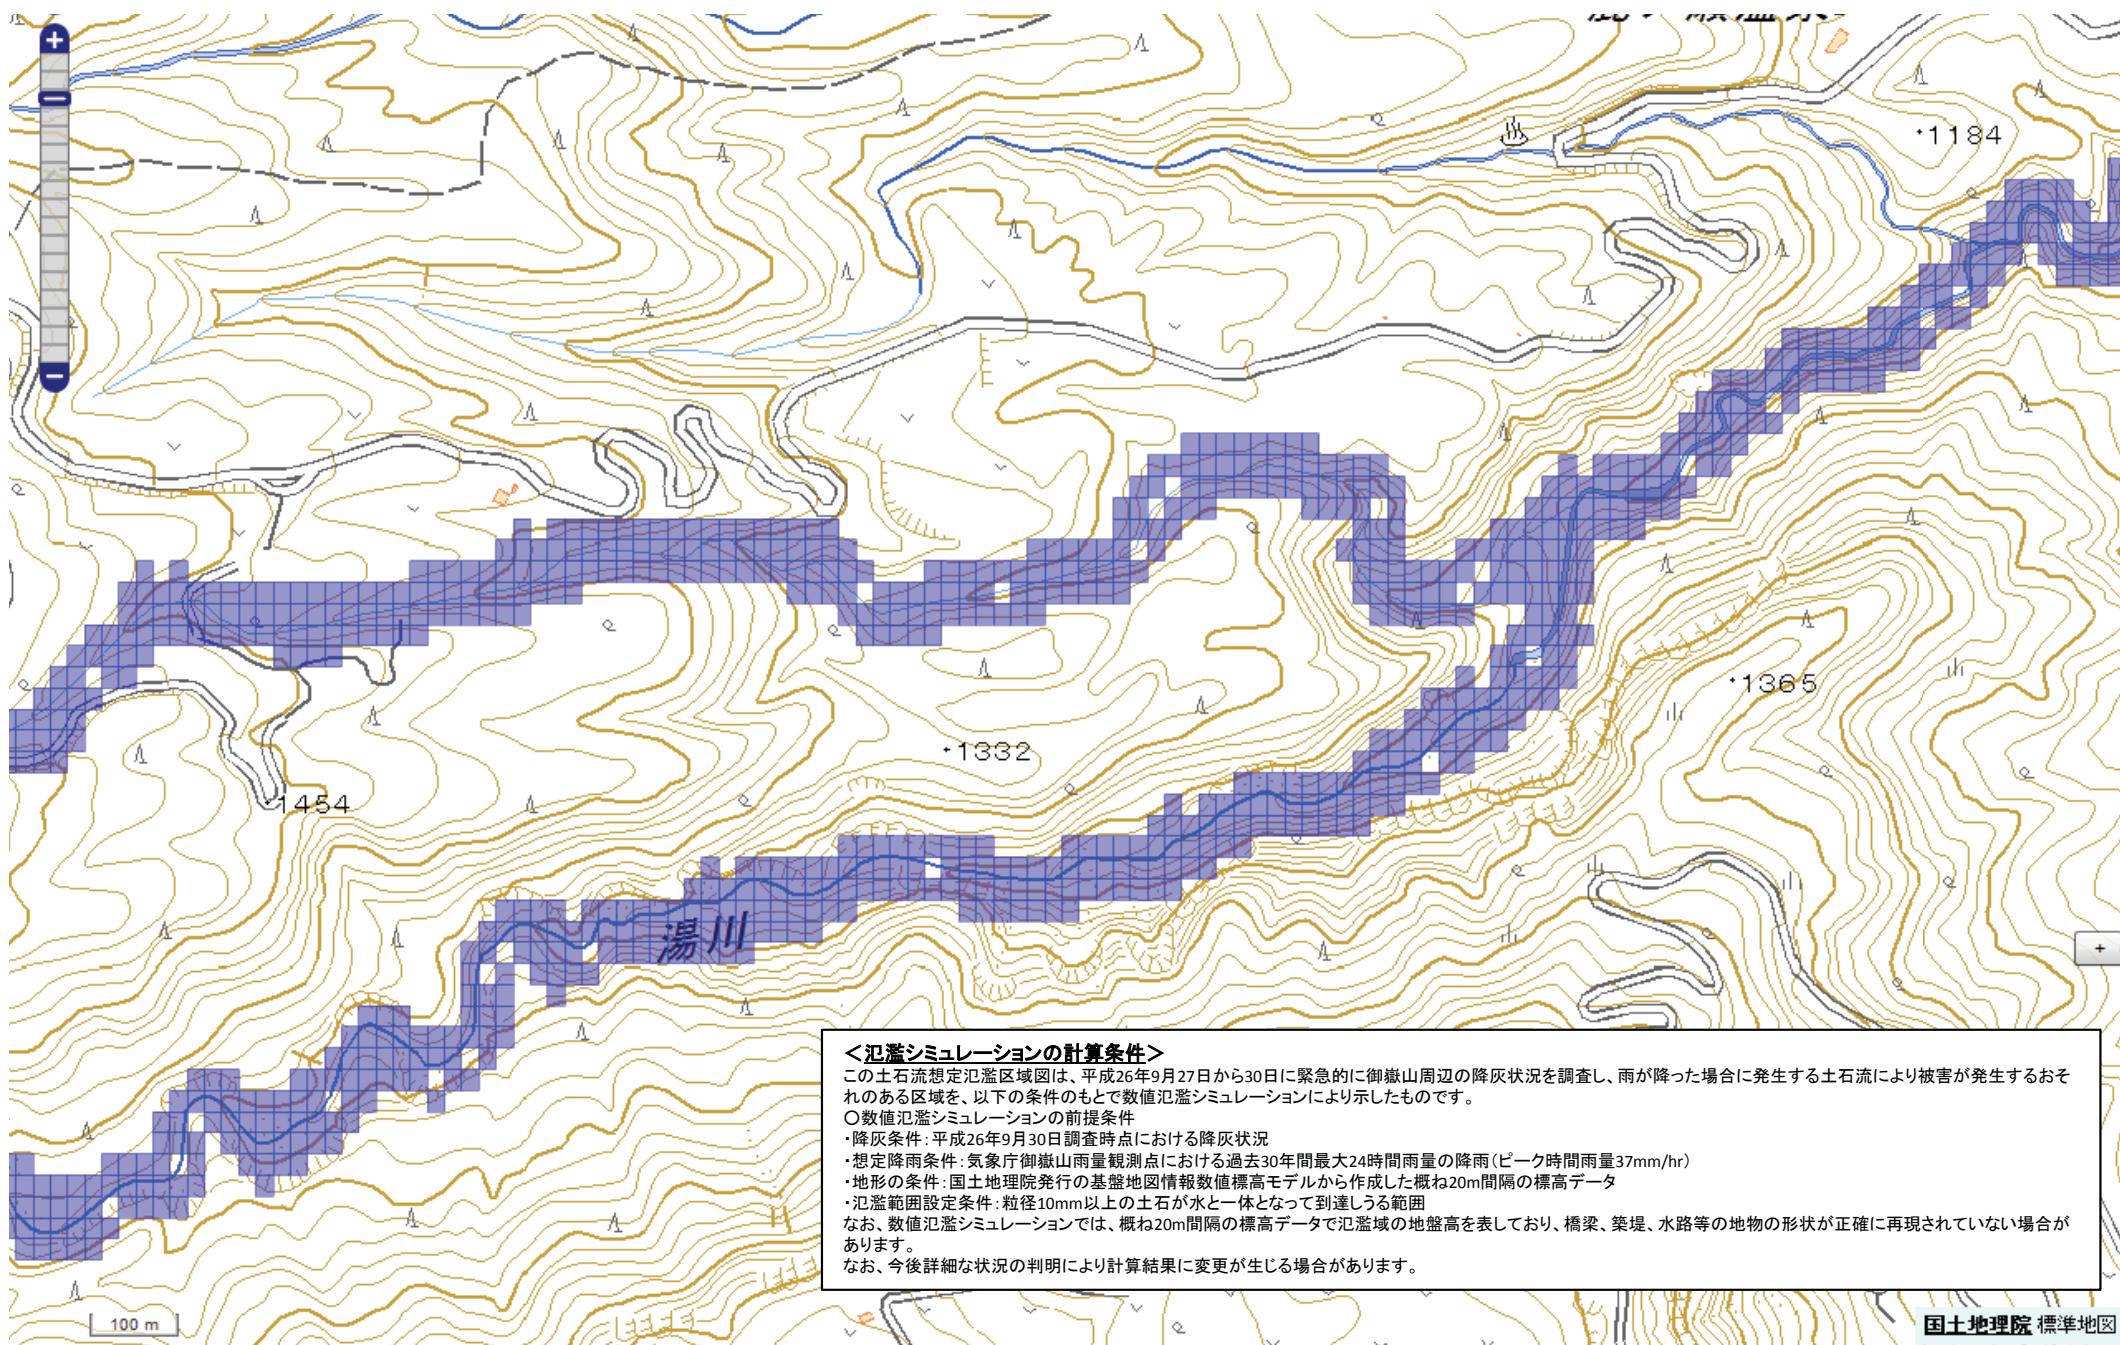 1184
1365
1332
1454
湯川
＜氾濫シミュレーションの計算条件＞
この土石流想定氾濫区域図は、平成26年9月27日から30日に緊急的に御嶽山周辺の降灰状況を調査し、雨が降った場合に発生する土石流により被害が発生するおそ
れのある区域を、以下の条件のもとで数値氾濫シミュレーションにより示したものです。
○数値氾濫シミュレーションの前提条件
・降灰条件：平成26年9月30日調査時点における降灰状況
・想定降雨条件：気象庁御嶽山雨量観測点における過去30年間最大24時間雨量の降雨（ピーク時間雨量37mm/hr）
・地形の条件：国土地理院発行の基盤地図情報数値標高モデルから作成した概ね20m間隔の標高データ
・氾濫範囲設定条件：粒径10mm以上の土石が水と一体となって到達しうる範囲
なお、数値氾濫シミュレーションでは、概ね20m間隔の標高データで氾濫域の地盤高を表しており、橋梁、築堤、水路等の地物の形状が正確に再現されていない場合が
あります。
なお、今後詳細な状況の判明により計算結果に変更が生じる場合があります。
100 m
国土地理院 標準地図